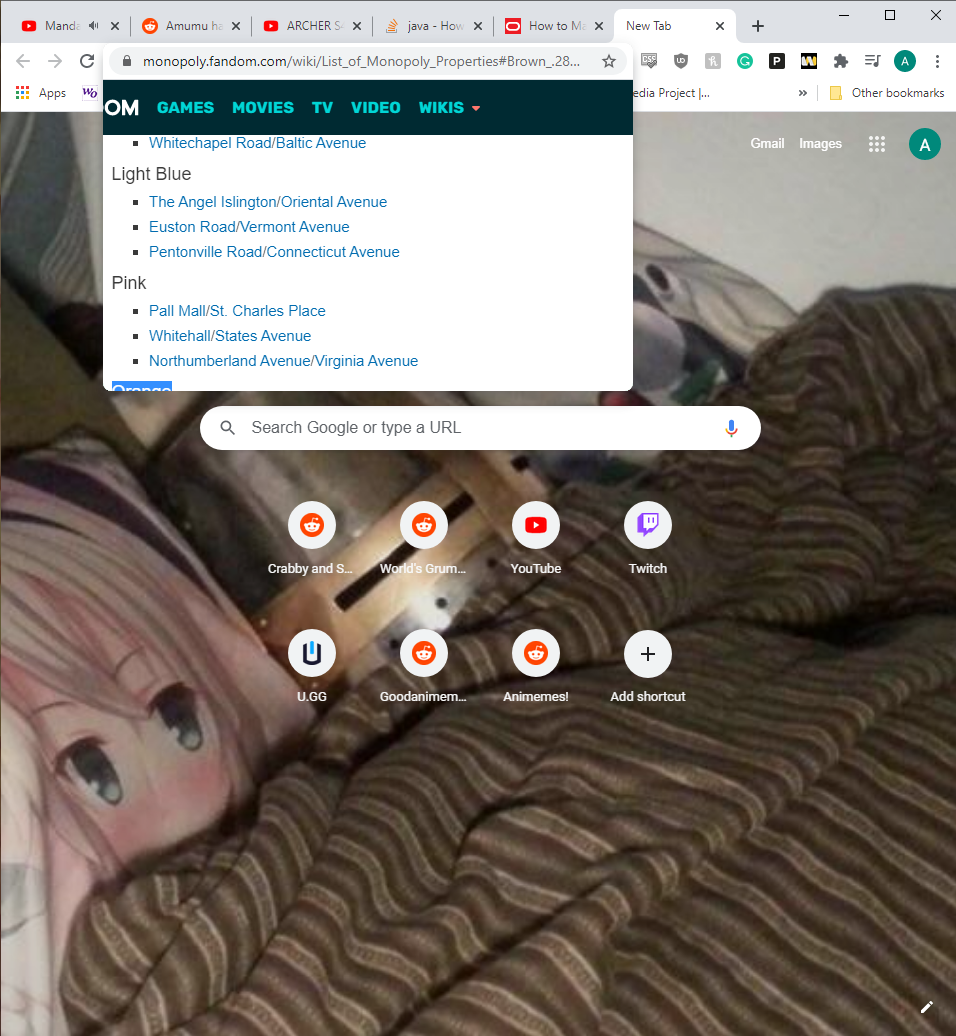 Manda
Amumu ha
ARCHER S
java - How
How to Ma
New Tab
monopoly.fandom.com/wiki/List_of_Monopoly_Properties#Brown_.28...
Apps
Wo
edia Project |...
»
Other bookmarks
OM GAMES MOVIES TV VIDEO WIKIS
Whitechapel Road/Baltic Avenue
Light Blue
The Angel Islington/Oriental Avenue
Euston Road/Vermont Avenue
Pentonville Road/Connecticut Avenue
Pink
Pall Mall/St. Charles Place
Whitehall/States Avenue
Northumberland Avenue/Virginia Avenue
Orange
Gmail Images A
Search Google or type a URL
Crabby and S... World's Grum... YouTube Twitch
U.GG Goodanimem... Animemes! Add shortcut